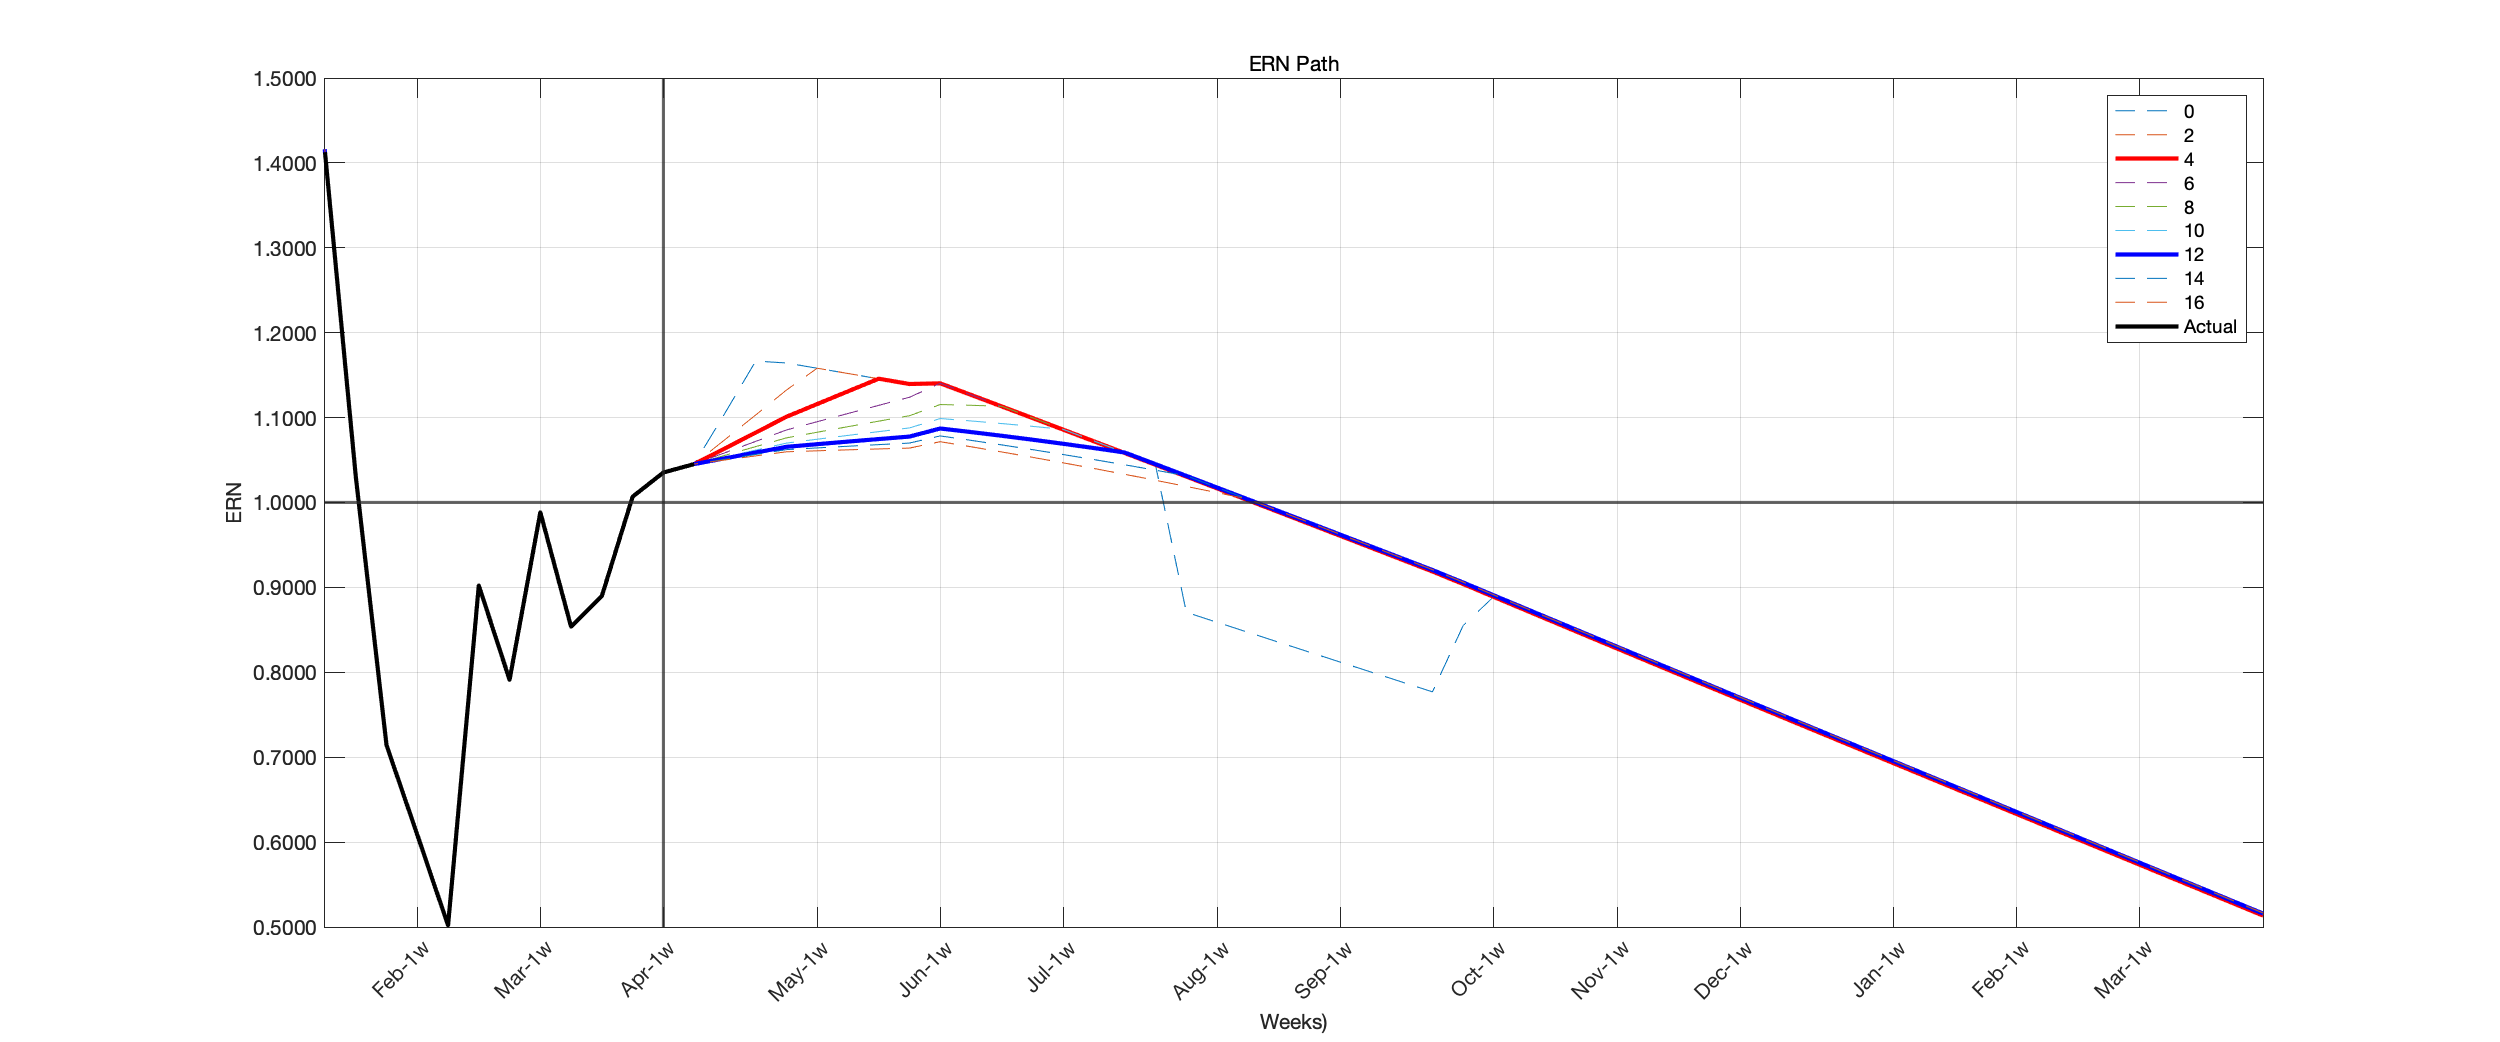 ERN Path
1.5000
1.4000
1.3000
1.2000
1.1000
1.0000
0.9000
0.8000
0.7000
0.6000
0.5000
ERN
0
2
4
6
8
10
12
14
16
Actual
Feb-1w
Mar-1w
Apr-1w
May-1w
Jun-1w
Jul-1w
Aug-1w
Sep-1w
Oct-1w
Nov-1w
Dec-1w
Jan-1w
Feb-1w
Mar-1w
Weeks)